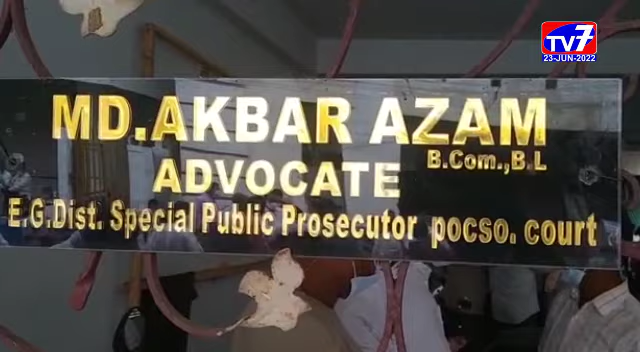 TV7
23-JUN-2022
MD.AKBAR AZAM
B.Com.,B.L
ADVOCATE
E.G.Dist. Special Public Prosecutor pocso. court